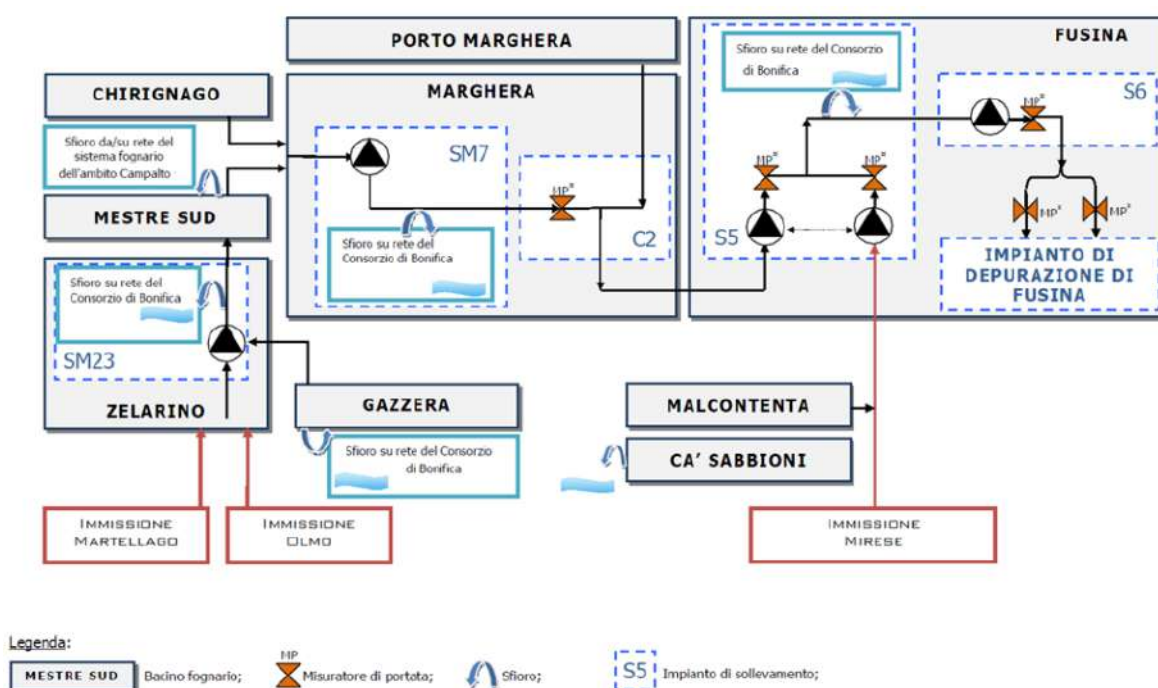 PORTO MARGHERA
FUSINA
Sfioro su rete del Consorzio
di Bonifica
S6
MP*
CHIRIGNAGO
MARGHERA
Sfioro da/su rete del
sistema fognario
dell'ambito Campalto
SM7
MP*
C2
Sfioro su rete del
Consorzio di Bonifica
MP*
MP*
S5
MP*
MP*
IMPIANTO DI
DEPURAZIONE DI
FUSINA
MESTRE SUD
Sfioro su rete del
Consorzio di Bonifica
SM23
ZELARINO
GAZZERA
Sfioro su rete del Consorzio
di Bonifica
MALCONTENTA
CA' SABBIONI
IMMISSIONE
MARTELLAGO
IMMISSIONE
OLMO
IMMISSIONE
MIRESE
Legenda:
MESTRE SUD Bacino fognario;
MP
Misuratore di portata;
Sfioro;
S5 Impianto di sollevamento;